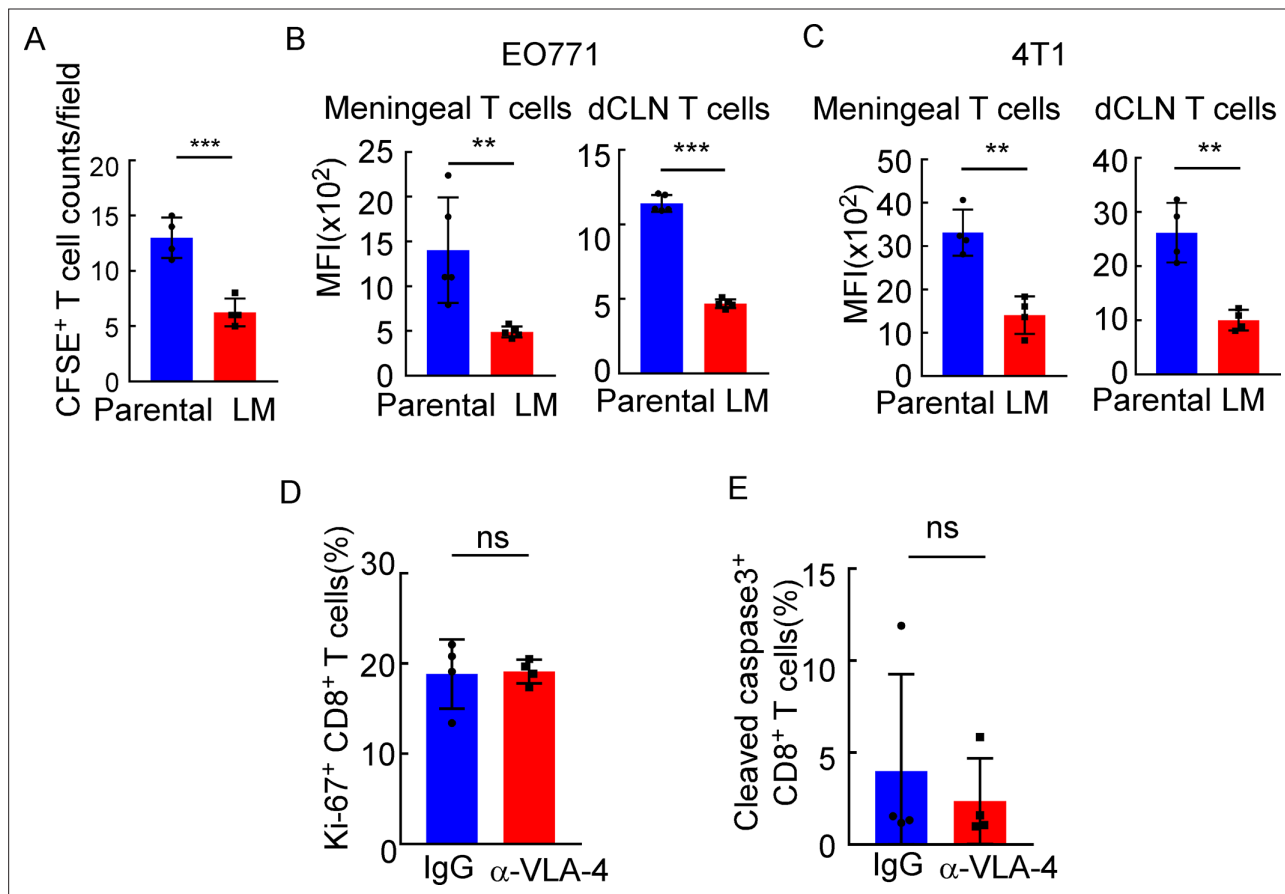 A
B
C
EO771
4T1
Meningeal T cells
dCLN T cells
Meningeal T cells
dCLN T cells
CFSE⁺ T cell counts/field
20
15
10
5
0
***
Parental LM
MFI(x10²)
25
20
15
10
5
0
**
Parental LM
15
10
5
0
***
Parental LM
MFI(x10²)
50
40
30
20
10
0
**
Parental LM
40
30
20
10
0
**
Parental LM
D
E
Ki-67⁺ CD8⁺ T cells(%)
30
20
10
0
ns
IgG α-VLA-4
Cleaved caspase3⁺
CD8⁺ T cells(%)
15
10
5
0
ns
IgG α-VLA-4